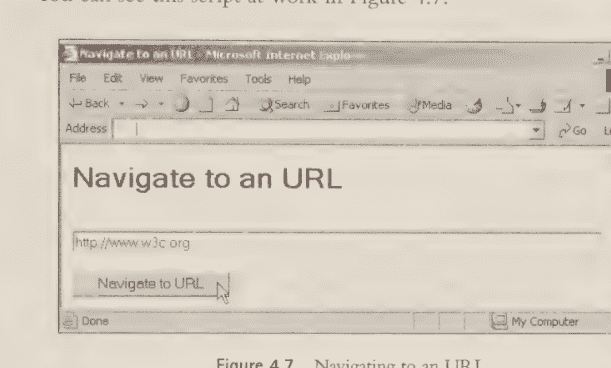 You can see this script at work in Figure 4.7.
Navigate to an URL - Microsoft Internet Explo
File Edit View Favorites Tools Help
Back Search Favorites Media
Address Go
Navigate to an URL
http://www.w3c.org
Navigate to URL
Done My Computer
Figure 4.7 Navigating to an URL